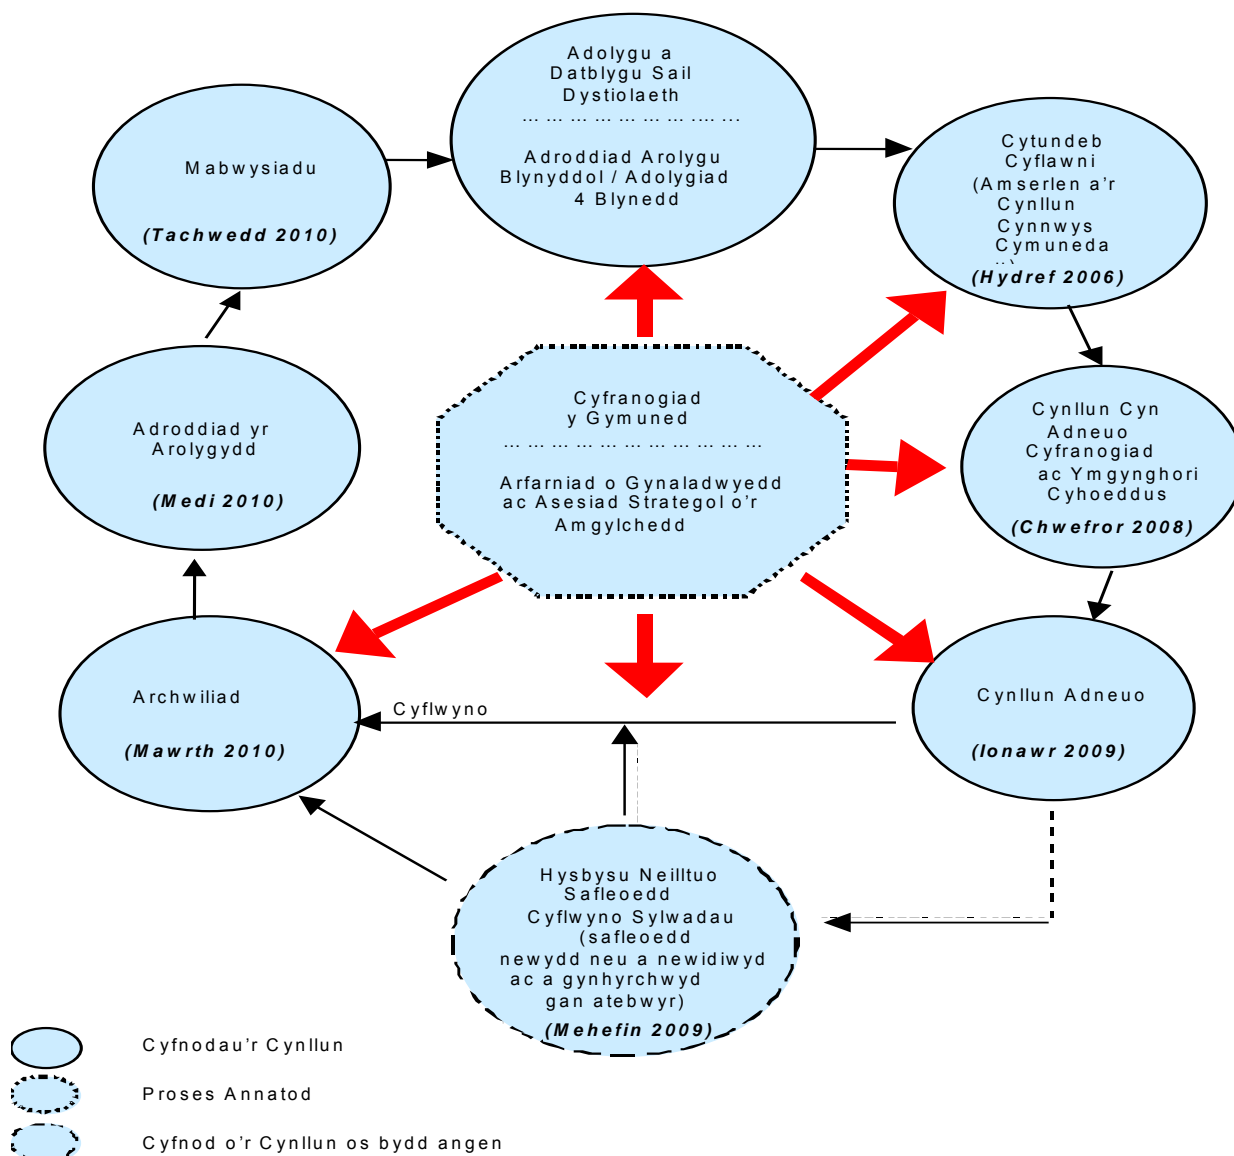 Adolygu a
Datblygu Sail
Dystiolaeth
… … … … … … … … .… …
Adroddiad Arolygu
Blynyddol / Adolygiad
4 Blynedd
Mabwysiadu
(Tachwedd 2010)
Cytundeb
Cyflawni
(Amserlen a’r
Cynllun
Cynnwys
Cymuneda
(Hydref 2006)
Cyfranogiad
y Gymuned
… … … … … … … … … … … … …
Arfarniad o Gynaladwyedd
ac Asesiad Strategol o’r
Amgylchedd
Adroddiad yr
Arolygydd
(Medi 2010)
Cynllun Cyn
Adneuo
Cyfranogiad
ac Ymgynghori
Cyhoeddus
(Chwefror 2008)
Archwiliad
(Mawrth 2010)
Cyflwyno
Cynllun Adneuo
(Ionawr 2009)
Hysbysu Neilltuo
Safleoedd
Cyflwyno Sylwadau
(safleoedd
newydd neu a newidiwyd
ac a gynhyrchwyd
gan atebwyr)
(Mehefin 2009)
Cyfnodau’r Cynllun
Proses Annatod
Cyfnod o’r Cynllun os bydd angen